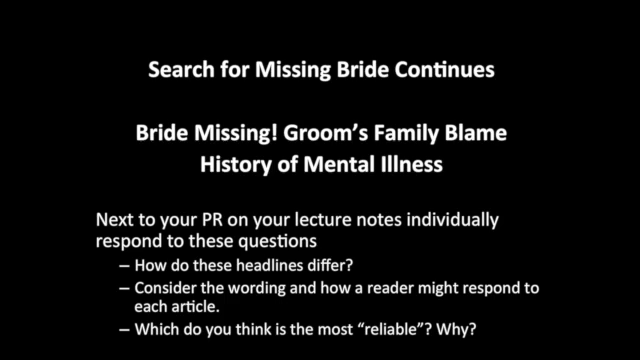 Search for Missing Bride Continues
Bride Missing! Groom’s Family Blame
History of Mental Illness
Next to your PR on your lecture notes individually
respond to these questions
– How do these headlines differ?
– Consider the wording and how a reader might respond to
each article.
– Which do you think is the most “reliable”? Why?